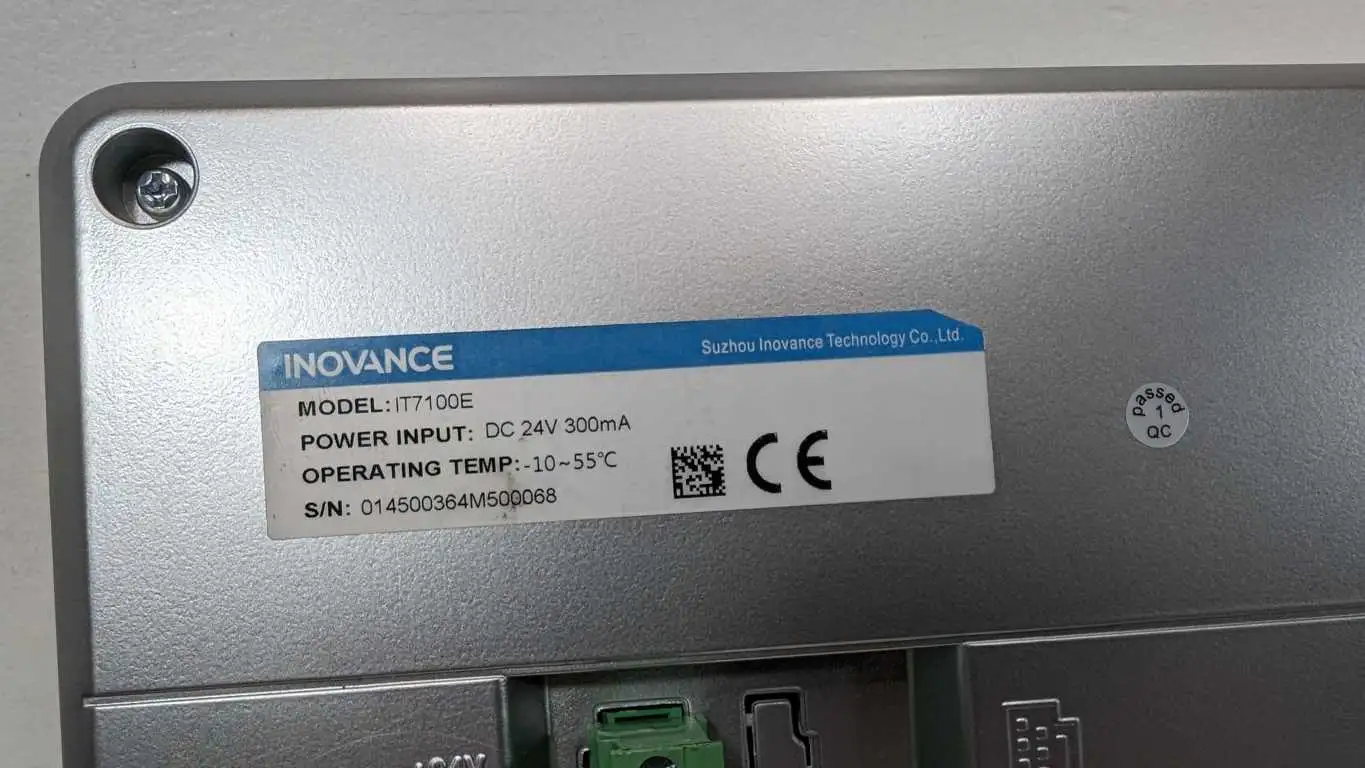 INOVANCE
Suzhou Inovance Technology Co.,Ltd.
MODEL: IT7100E
POWER INPUT: DC 24V 300mA
OPERATING TEMP: -10~55℃
S/N: 014500364M500068
CE
passed
1
QC